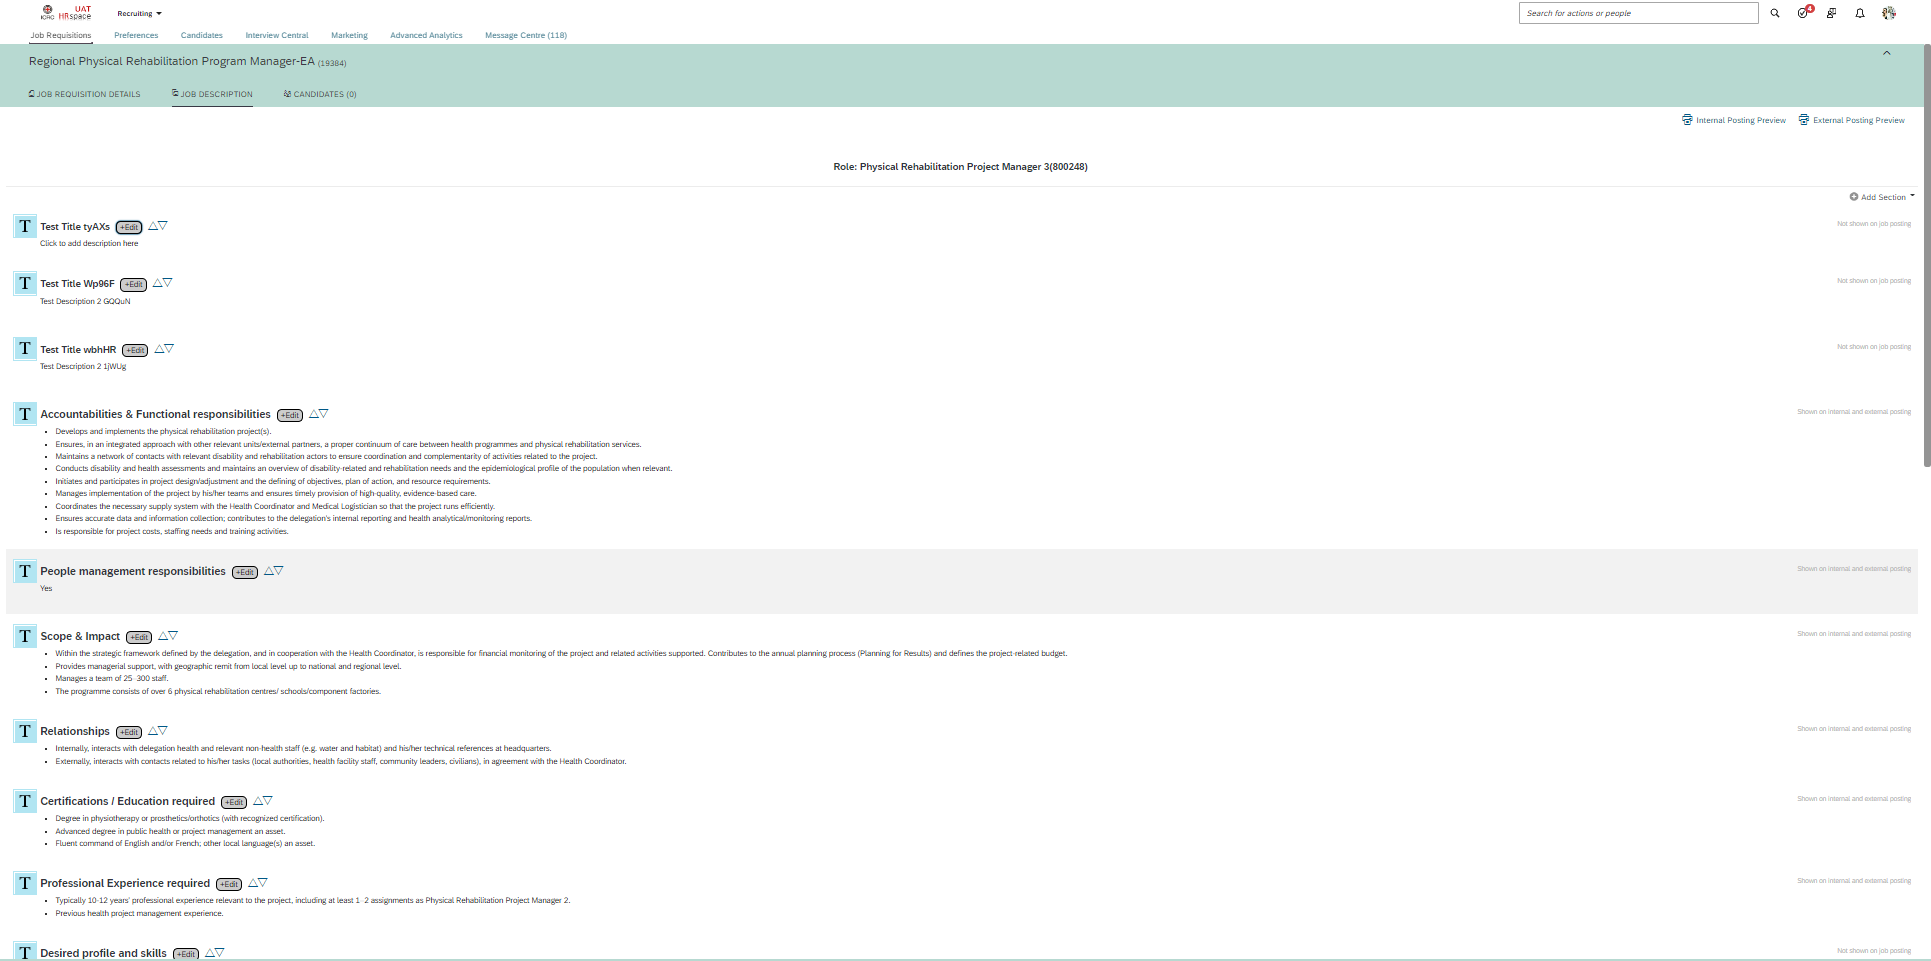 UAT
ICRC HRspace
Recruiting
Search for actions or people
4
Job Requisitions
Preferences
Candidates
Interview Central
Marketing
Advanced Analytics
Message Centre (118)
Regional Physical Rehabilitation Program Manager-EA (19384)
JOB REQUISITION DETAILS
JOB DESCRIPTION
CANDIDATES (0)
Internal Posting Preview
External Posting Preview
Role: Physical Rehabilitation Project Manager 3(800248)
Add Section
T Test Title tyAXs +Edit
Not shown on job posting
Click to add description here
T Test Title Wp96F +Edit
Not shown on job posting
Test Description 2 GQQuN
T Test Title wbhHR +Edit
Not shown on job posting
Test Description 2 1jWUg
T Accountabilities & Functional responsibilities +Edit
Shown on internal and external posting
• Develops and implements the physical rehabilitation project(s).
• Ensures, in an integrated approach with other relevant units/external partners, a proper continuum of care between health programmes and physical rehabilitation services.
• Maintains a network of contacts with relevant disability and rehabilitation actors to ensure coordination and complementarity of activities related to the project.
• Conducts disability and health assessments and maintains an overview of disability-related and rehabilitation needs and the epidemiological profile of the population when relevant.
• Initiates and participates in project design/adjustment and the defining of objectives, plan of action, and resource requirements.
• Manages implementation of the project by his/her teams and ensures timely provision of high-quality, evidence-based care.
• Coordinates the necessary supply system with the Health Coordinator and Medical Logistician so that the project runs efficiently.
• Ensures accurate data and information collection; contributes to the delegation's internal reporting and health analytical/monitoring reports.
• Is responsible for project costs, staffing needs and training activities.
T People management responsibilities +Edit
Shown on internal and external posting
Yes
T Scope & Impact +Edit
Shown on internal and external posting
• Within the strategic framework defined by the delegation, and in cooperation with the Health Coordinator, is responsible for financial monitoring of the project and related activities supported. Contributes to the annual planning process (Planning for Results) and defines the project-related budget.
• Provides managerial support, with geographic remit from local level up to national and regional level.
• Manages a team of 25–300 staff.
• The programme consists of over 6 physical rehabilitation centres/ schools/component factories.
T Relationships +Edit
Shown on internal and external posting
• Internally, interacts with delegation health and relevant non-health staff (e.g. water and habitat) and his/her technical references at headquarters.
• Externally, interacts with contacts related to his/her tasks (local authorities, health facility staff, community leaders, civilians), in agreement with the Health Coordinator.
T Certifications / Education required +Edit
Shown on internal and external posting
• Degree in physiotherapy or prosthetics/orthotics (with recognized certification).
• Advanced degree in public health or project management an asset.
• Fluent command of English and/or French; other local language(s) an asset.
T Professional Experience required +Edit
Shown on internal and external posting
• Typically 10-12 years' professional experience relevant to the project, including at least 1–2 assignments as Physical Rehabilitation Project Manager 2.
• Previous health project management experience.
T Desired profile and skills +Edit
Not shown on job posting